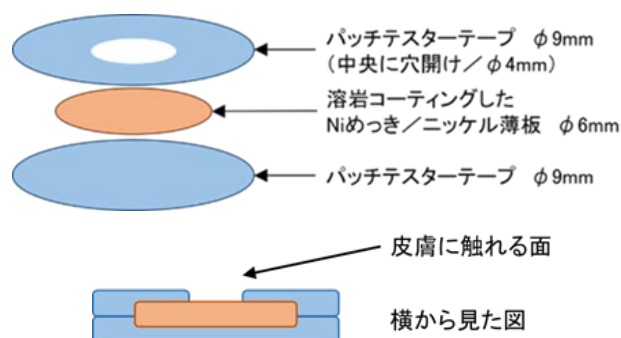 パッチテスターテープ φ9mm
（中央に穴開け／φ4mm）
溶岩コーティングした
Niめっき／ニッケル薄板 φ6mm
パッチテスターテープ φ9mm
皮膚に触れる面
横から見た図